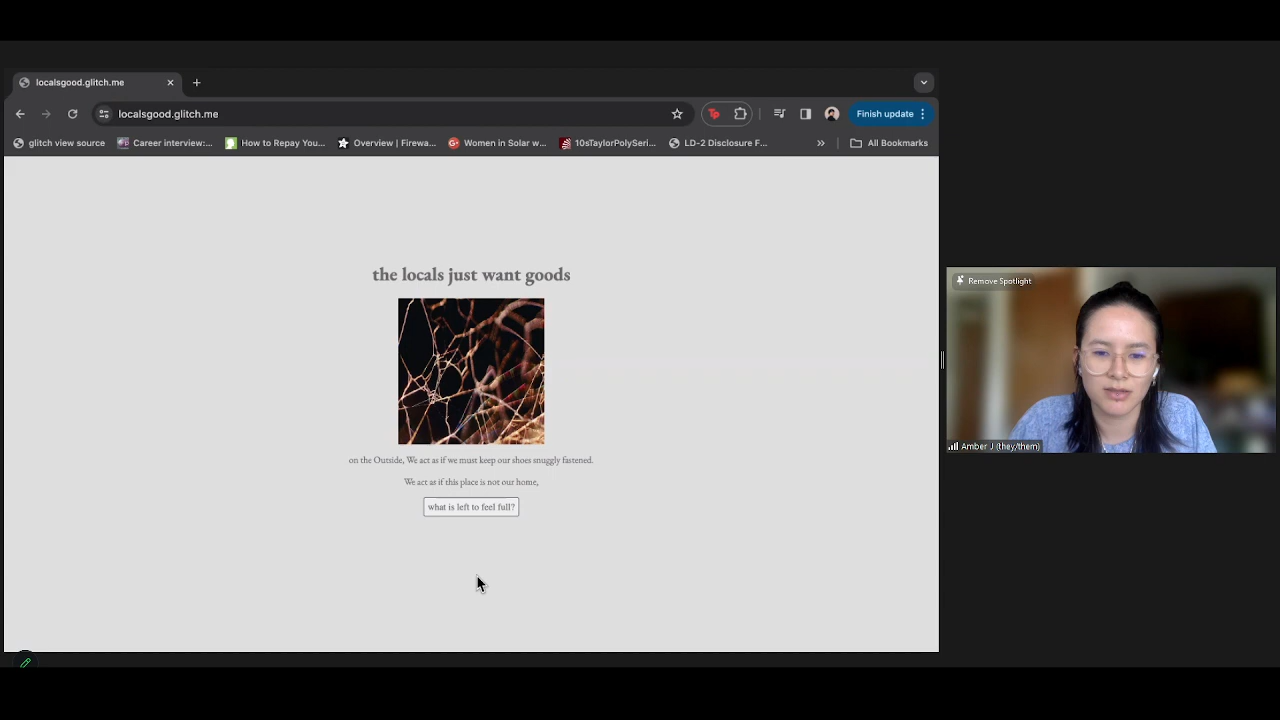 localsgood.glitch.me
localsgood.glitch.me
Finish update
glitch view source
Career interview:...
How to Repay You...
Overview | Firewa...
Women in Solar w...
10sTaylorPolySeri...
LD-2 Disclosure F...
All Bookmarks
the locals just want goods
on the Outside, We act as if we must keep our shoes snuggly fastened.
We act as if this place is not our home,
what is left to feel full?
Remove Spotlight
Amber J (they/them)